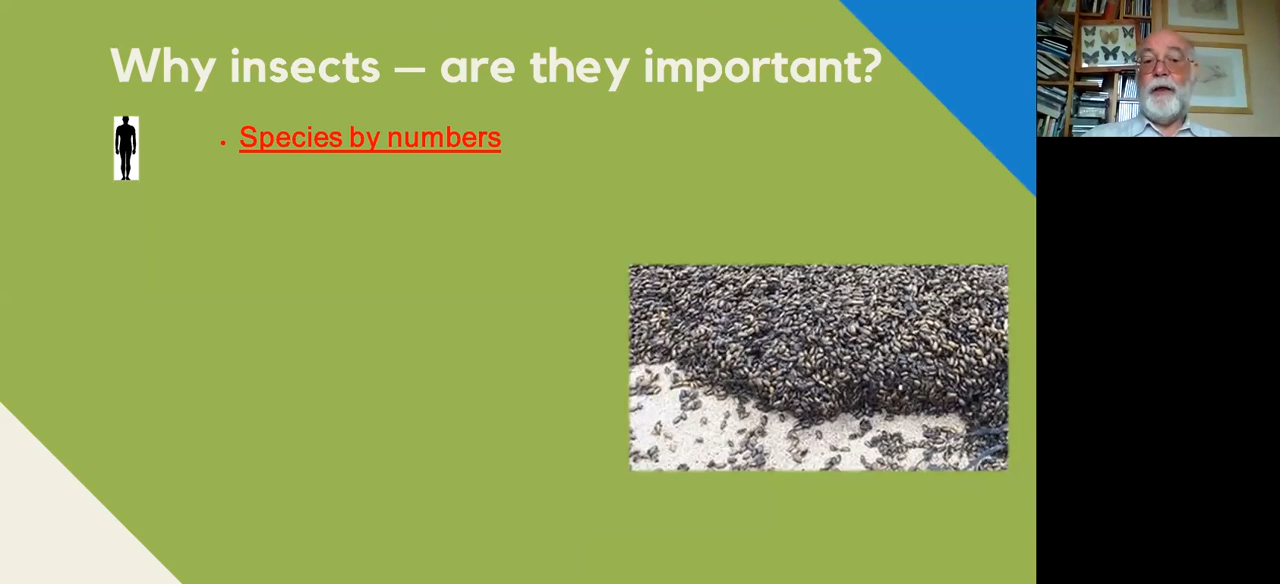 Why insects – are they important?
• Species by numbers